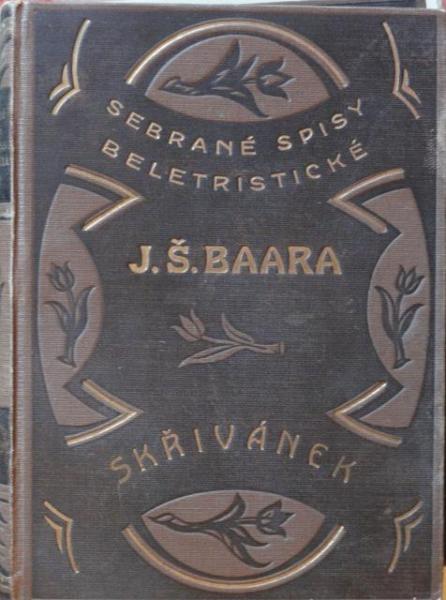 SEBRANÉ SPISY
BELETRISTICKÉ
J.Š.BAARA
SKŘIVÁNEK